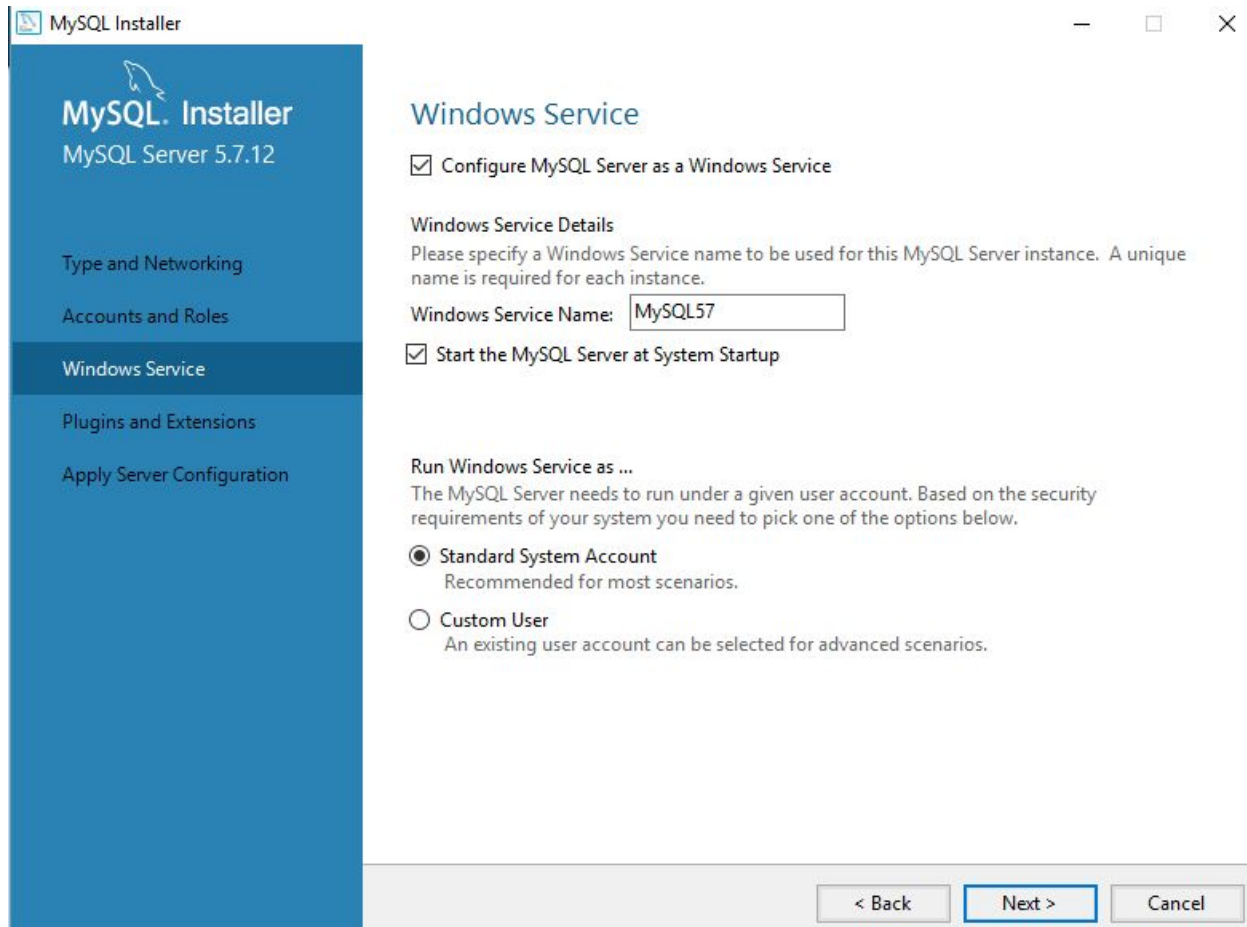 MySQL Installer
MySQL. Installer
MySQL Server 5.7.12
Type and Networking
Accounts and Roles
Windows Service
Plugins and Extensions
Apply Server Configuration
Windows Service
Configure MySQL Server as a Windows Service
Windows Service Details
Please specify a Windows Service name to be used for this MySQL Server instance. A unique
name is required for each instance.
Windows Service Name: MySQL57
Start the MySQL Server at System Startup
Run Windows Service as ...
The MySQL Server needs to run under a given user account. Based on the security
requirements of your system you need to pick one of the options below.
Standard System Account
Recommended for most scenarios.
Custom User
An existing user account can be selected for advanced scenarios.
< Back Next > Cancel